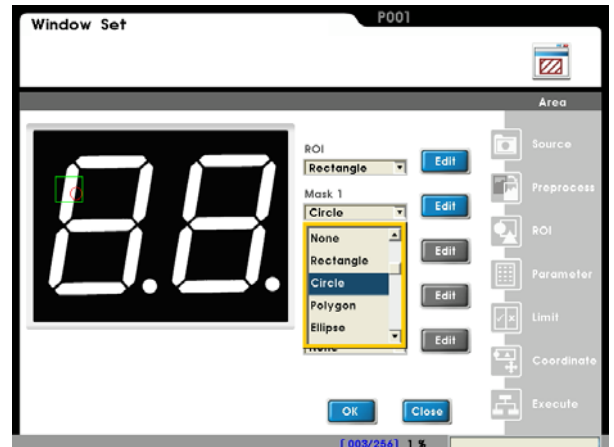 Window Set
P001
Area
ROI
Rectangle
Edit
Mask 1
Circle
Edit
None
Rectangle
Circle
Polygon
Ellipse
Edit
Edit
Edit
OK
Close
Source
Preprocess
ROI
Parameter
Limit
Coordinate
Execute
[003/256] 1 %